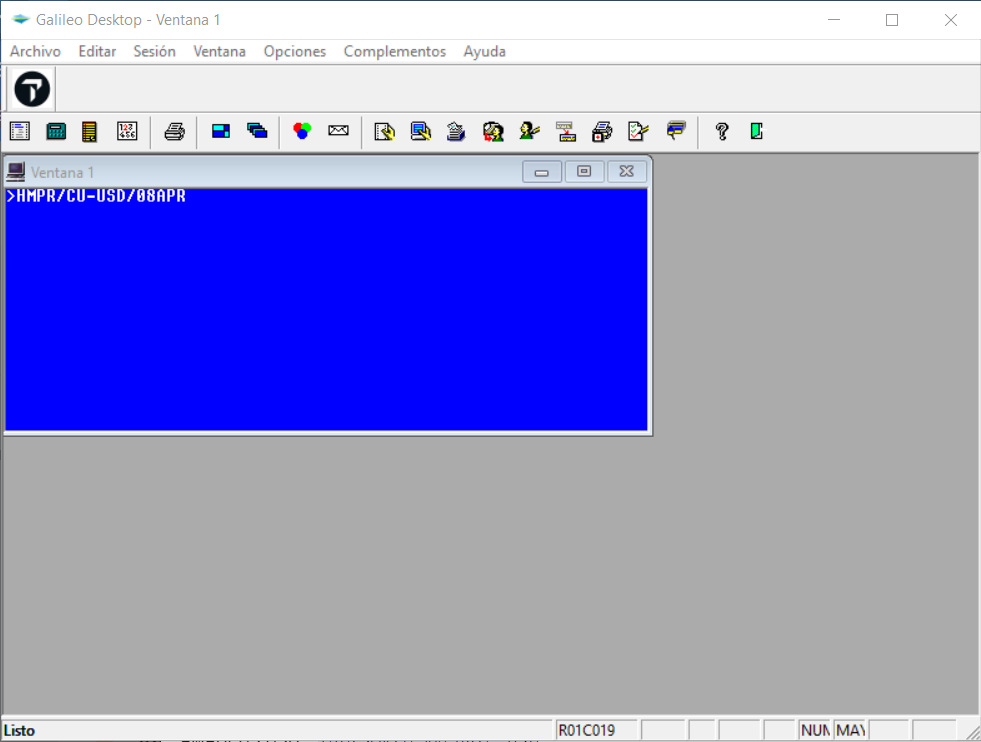 Galileo Desktop - Ventana 1
Archivo Editar Sesión Ventana Opciones Complementos Ayuda
Ventana 1
>HMPR/CU-USD/08APR
Listo R01C019 NUM MAY